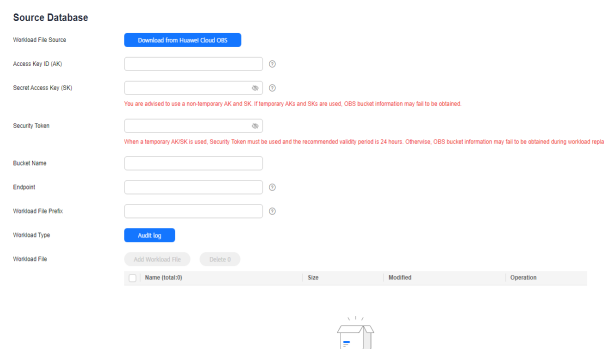 Source Database
Workload File Source
Download from Huawei Cloud OBS
Access Key ID (AK)
Secret Access Key (SK)
You are advised to use a non-temporary AK and SK. If temporary AKs and SKs are used, OBS bucket information may fail to be obtained.
Security Token
When a temporary AK/SK is used, Security Token must be used and the recommended validity period is 24 hours. Otherwise, OBS bucket information may fail to be obtained during workload repla
Bucket Name
Endpoint
Workload File Prefix
Workload Type
Audit log
Workload File
Add Workload File
Delete 0
Name (total:0)
Size
Modified
Operation